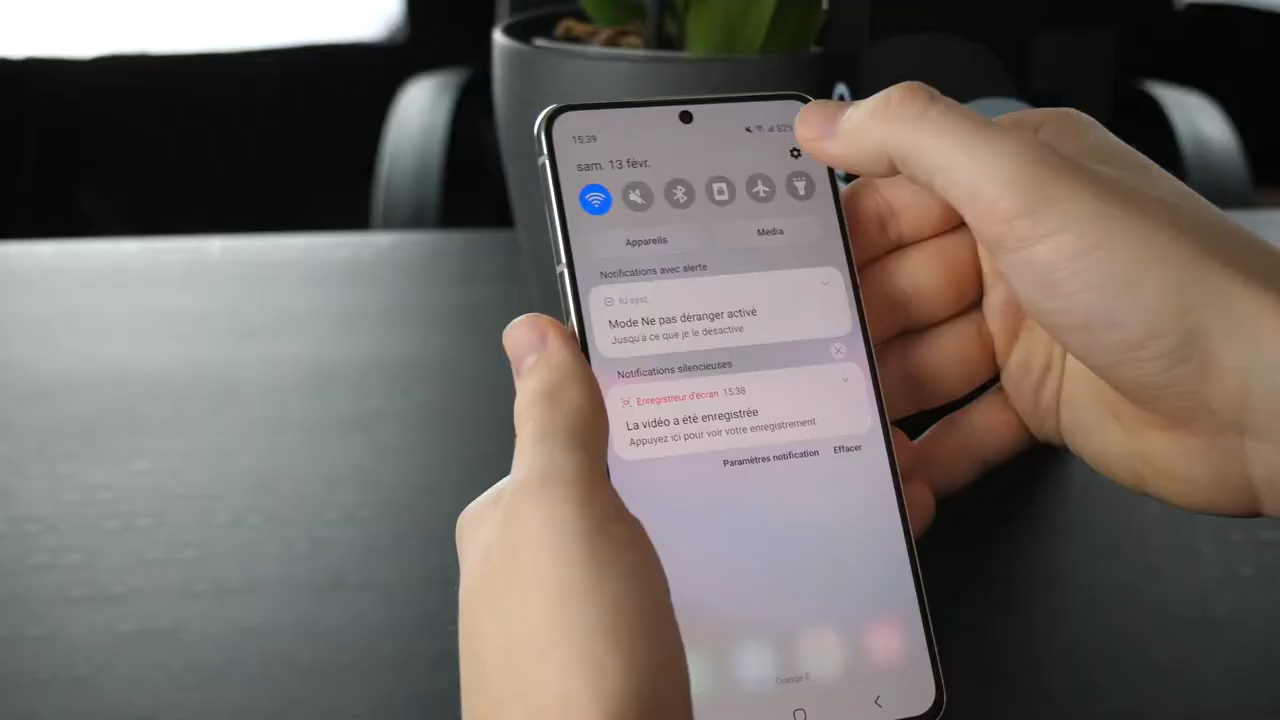 15:39
82%
sam. 13 févr.
Appareils
Media
Notifications avec alerte
IU syst.
Mode Ne pas déranger activé
Jusqu'à ce que je le désactive
Notifications silencieuses
Enregistreur d'écran 15:38
La vidéo a été enregistrée
Appuyez ici pour voir votre enregistrement.
Paramètres notification Effacer
Orange F